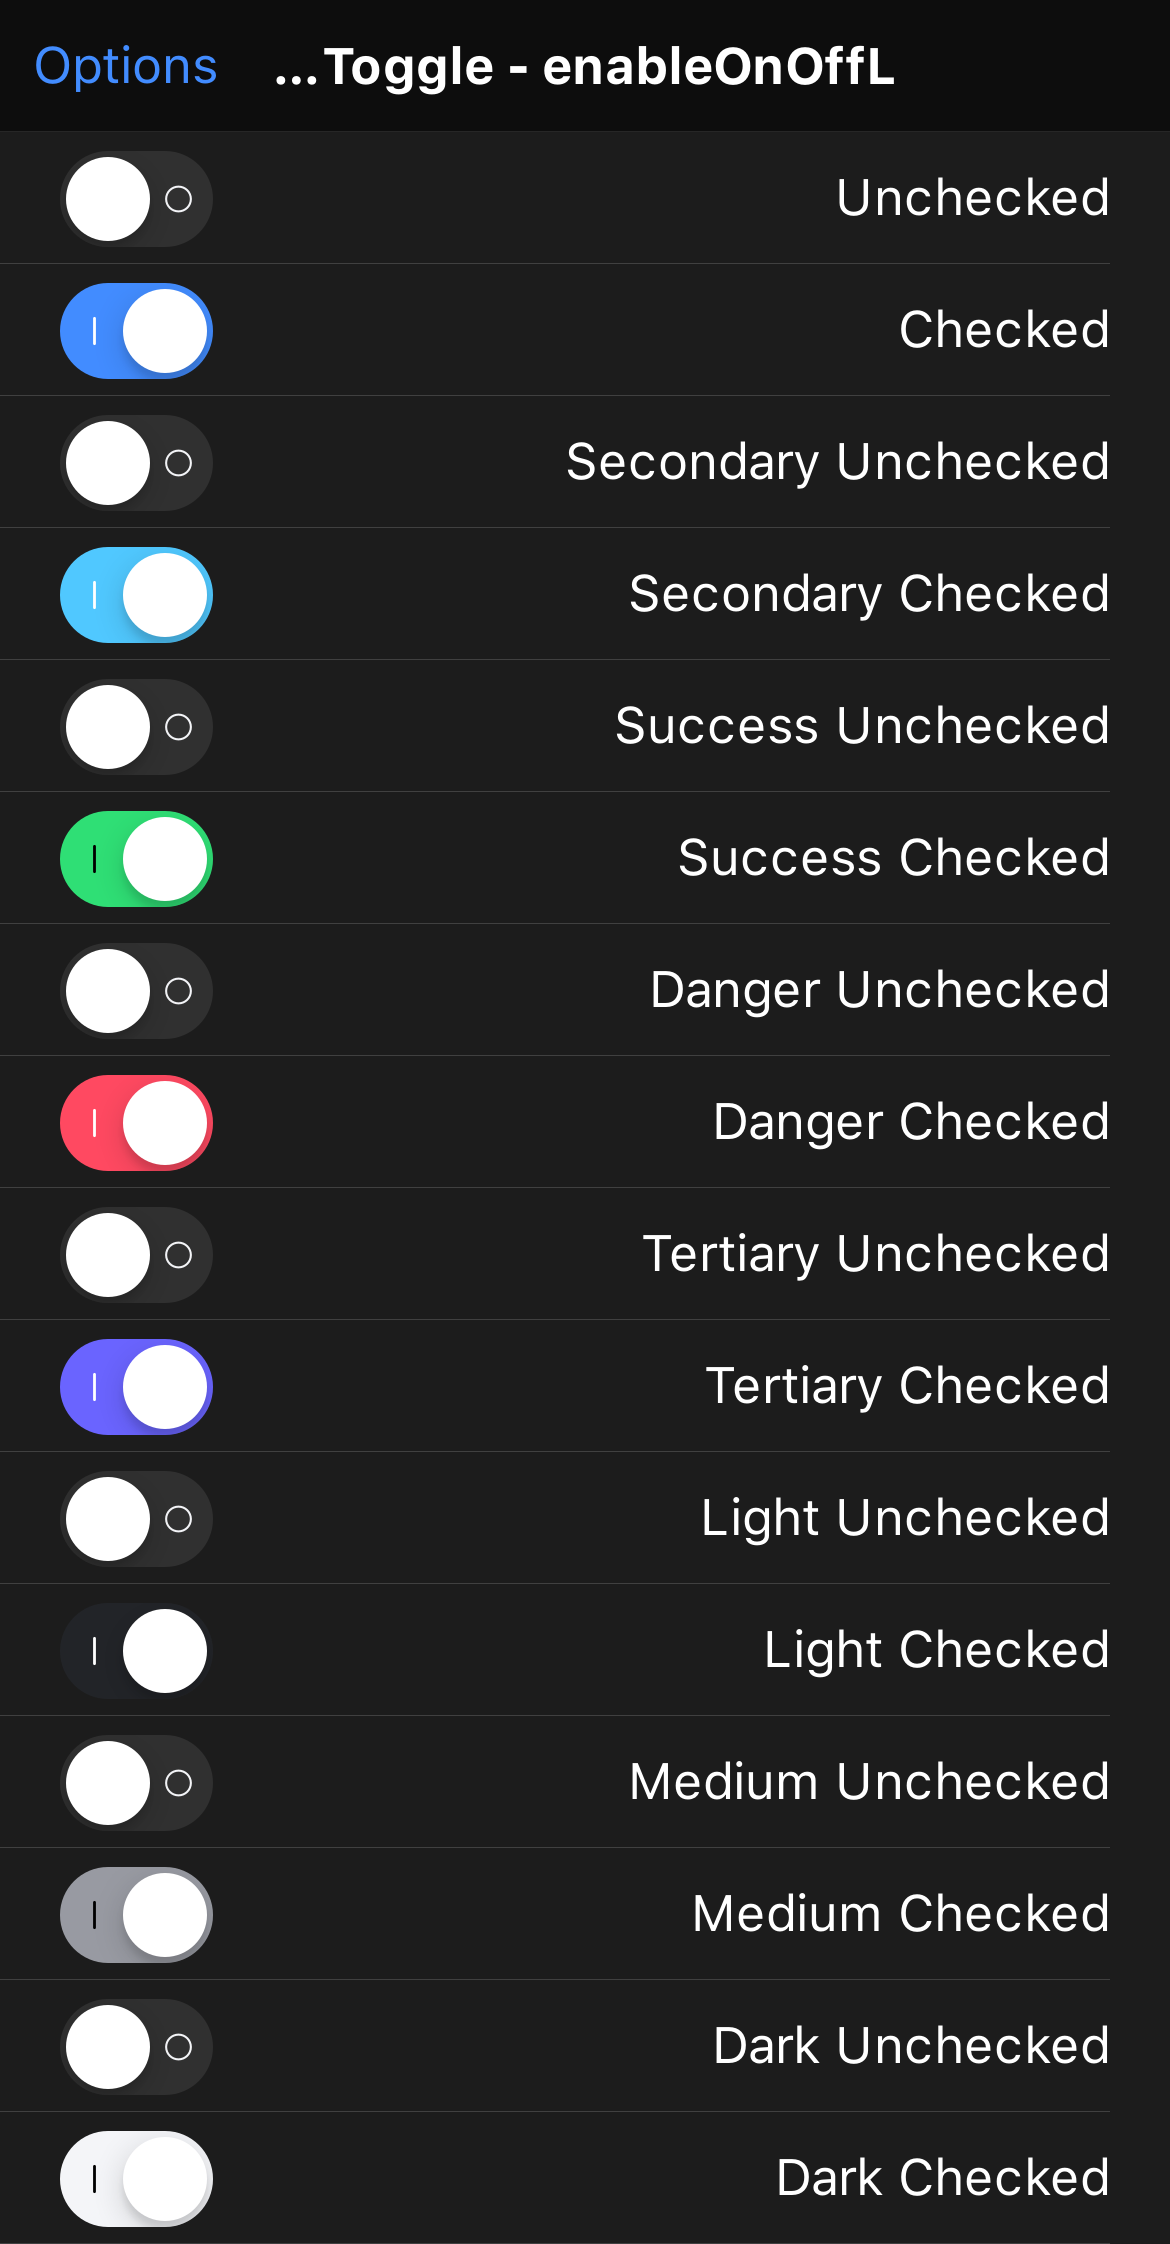 Options
...Toggle - enableOnOffL
Unchecked
Checked
Secondary Unchecked
Secondary Checked
Success Unchecked
Success Checked
Danger Unchecked
Danger Checked
Tertiary Unchecked
Tertiary Checked
Light Unchecked
Light Checked
Medium Unchecked
Medium Checked
Dark Unchecked
Dark Checked